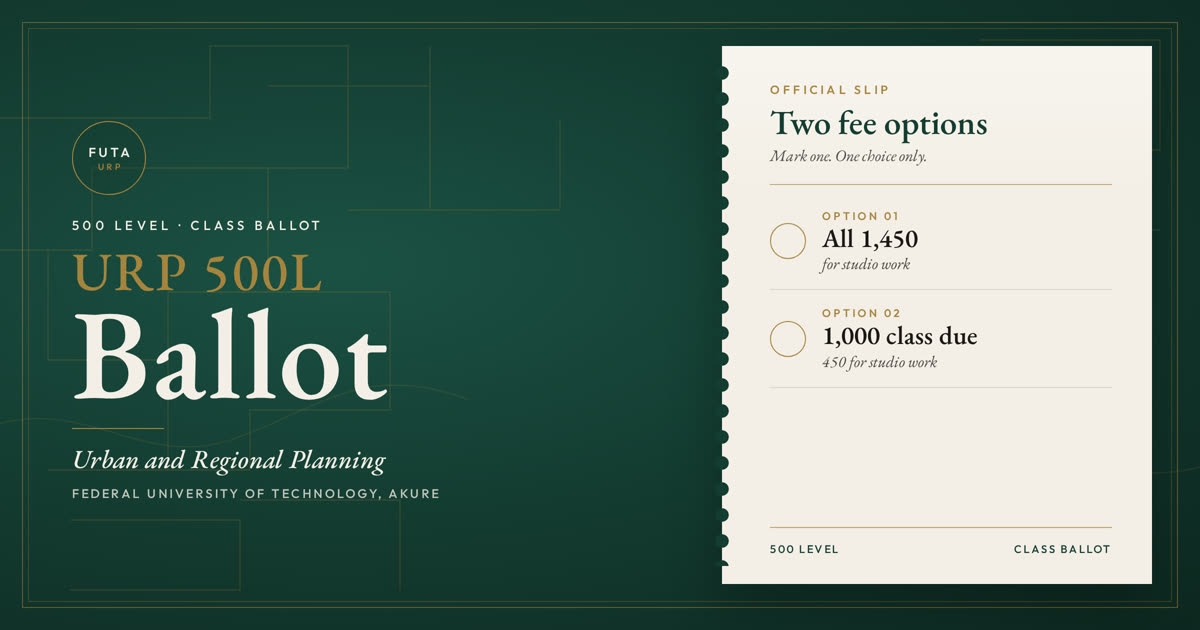 FUTA
URP
500 LEVEL · CLASS BALLOT
URP 500L
Ballot
Urban and Regional Planning
FEDERAL UNIVERSITY OF TECHNOLOGY, AKURE
OFFICIAL SLIP
Two fee options
Mark one. One choice only.
OPTION 01
All 1,450
for studio work
OPTION 02
1,000 class due
450 for studio work
500 LEVEL
CLASS BALLOT